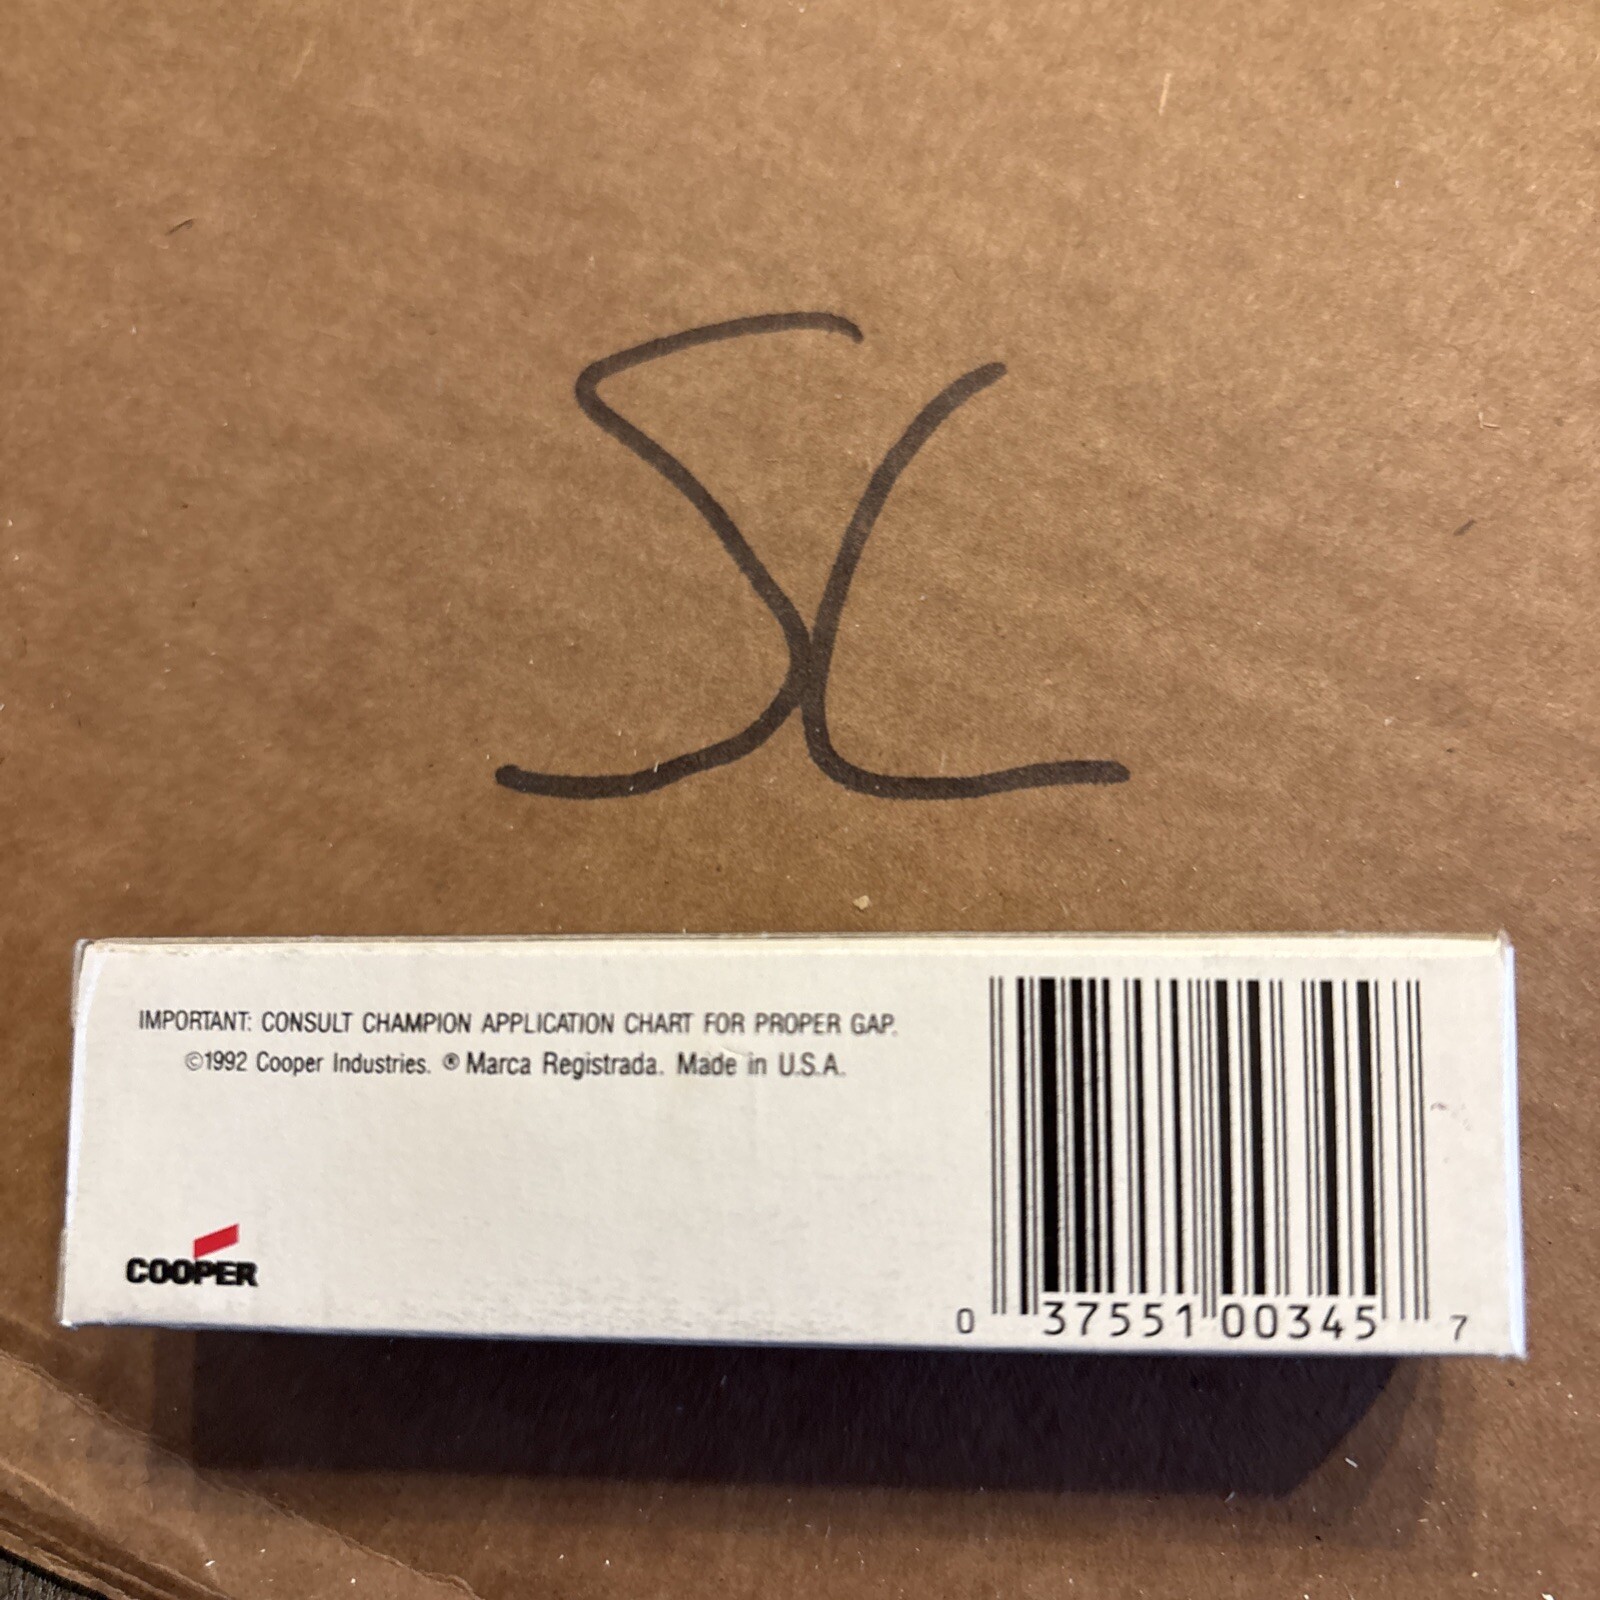 SC
IMPORTANT: CONSULT CHAMPION APPLICATION CHART FOR PROPER GAP.
©1992 Cooper Industries. ® Marca Registrada. Made in U.S.A.
COOPER
0 37551 00345 7